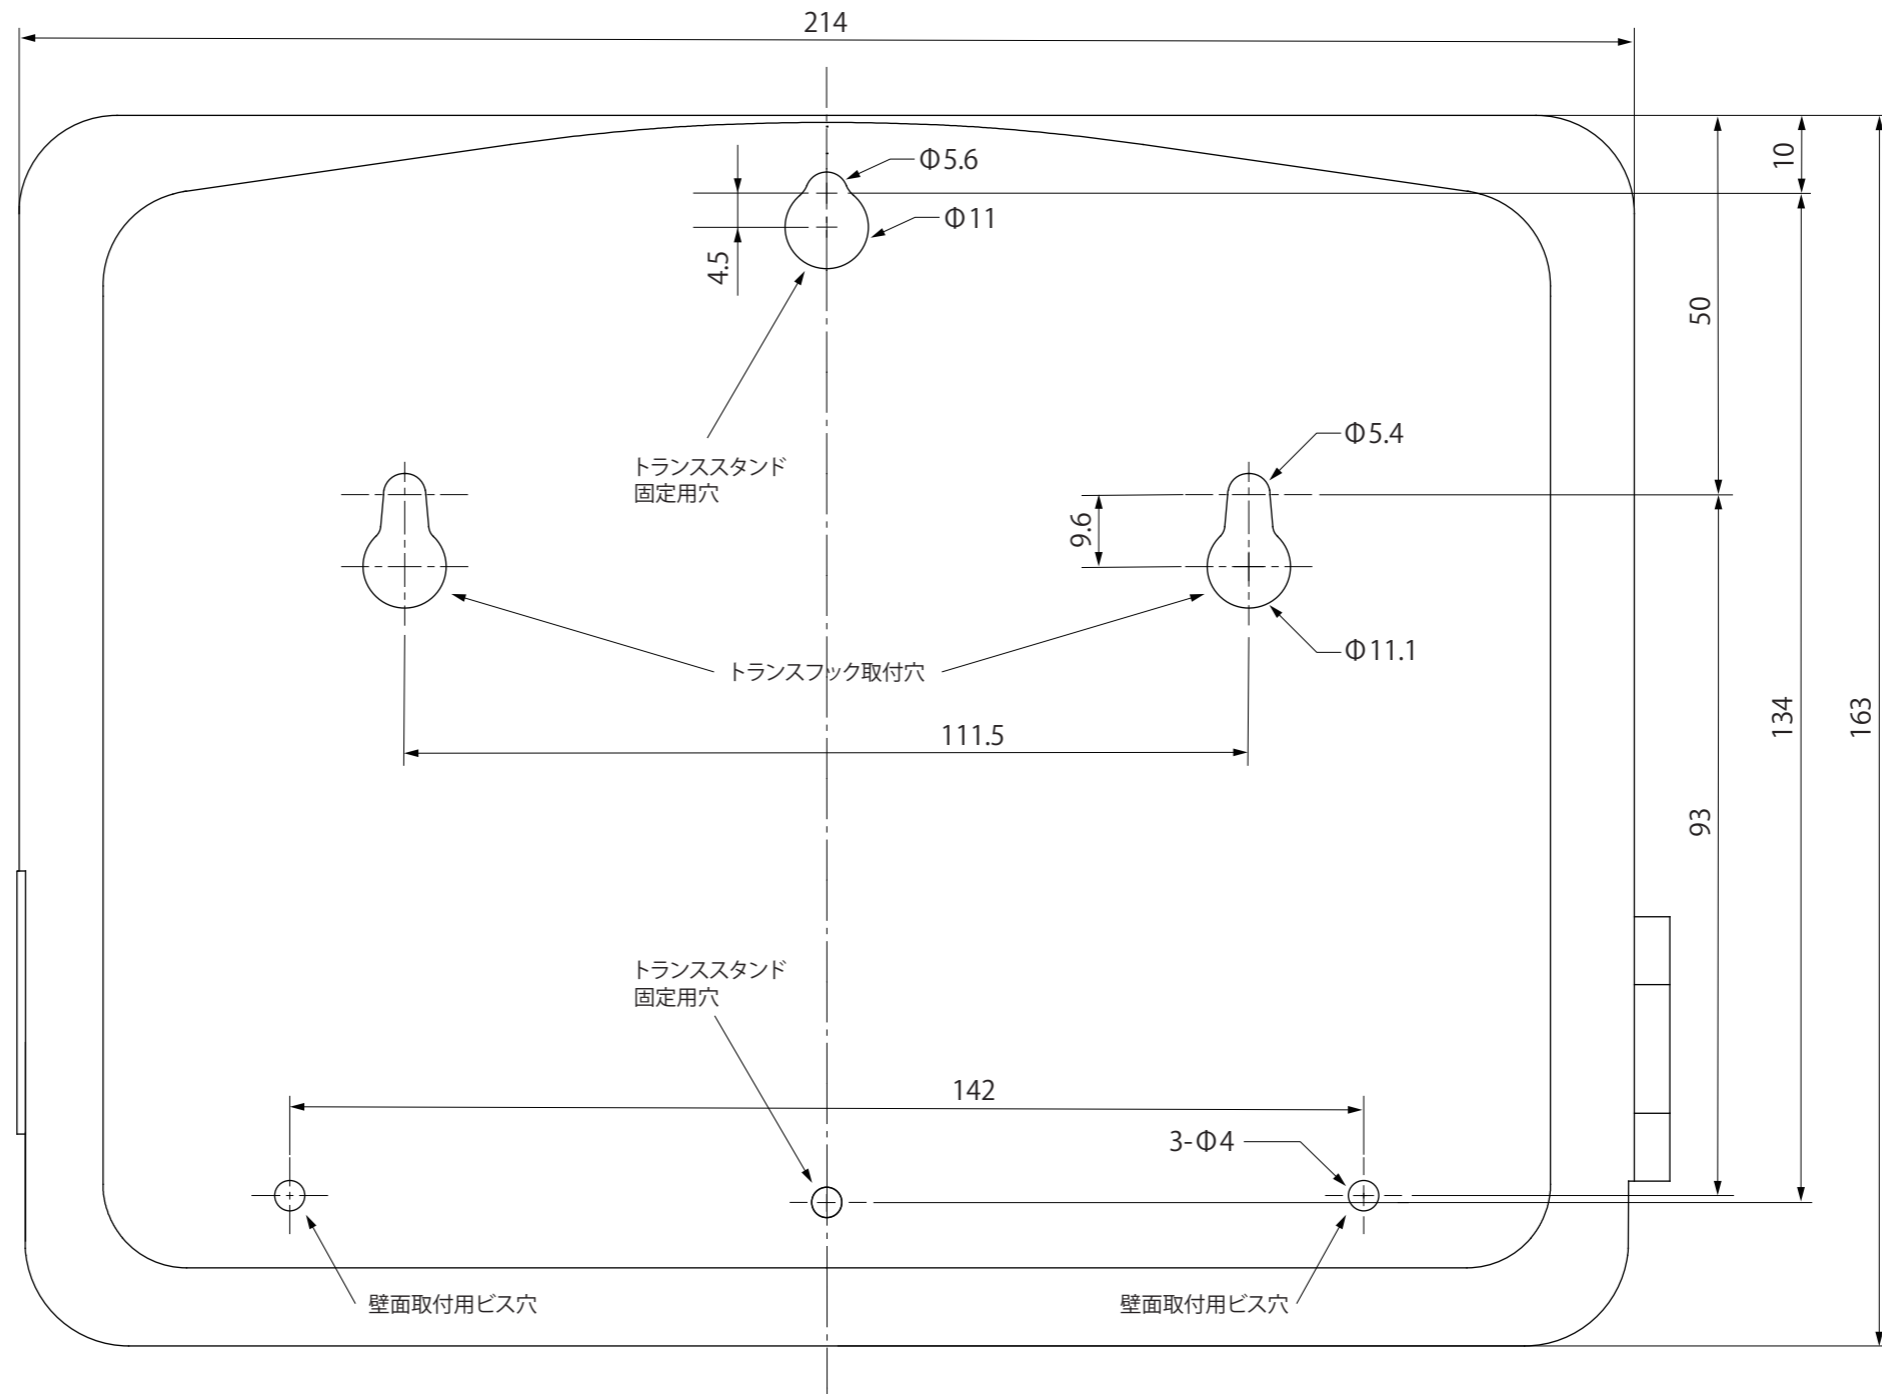 214
Φ5.6
10
Φ11
4.5
50
Φ5.4
トランススタンド
固定用穴
9.6
Φ11.1
トランスフック取付穴
111.5
134
163
93
トランススタンド
固定用穴
142
3-Φ4
壁面取付用ビス穴
壁面取付用ビス穴